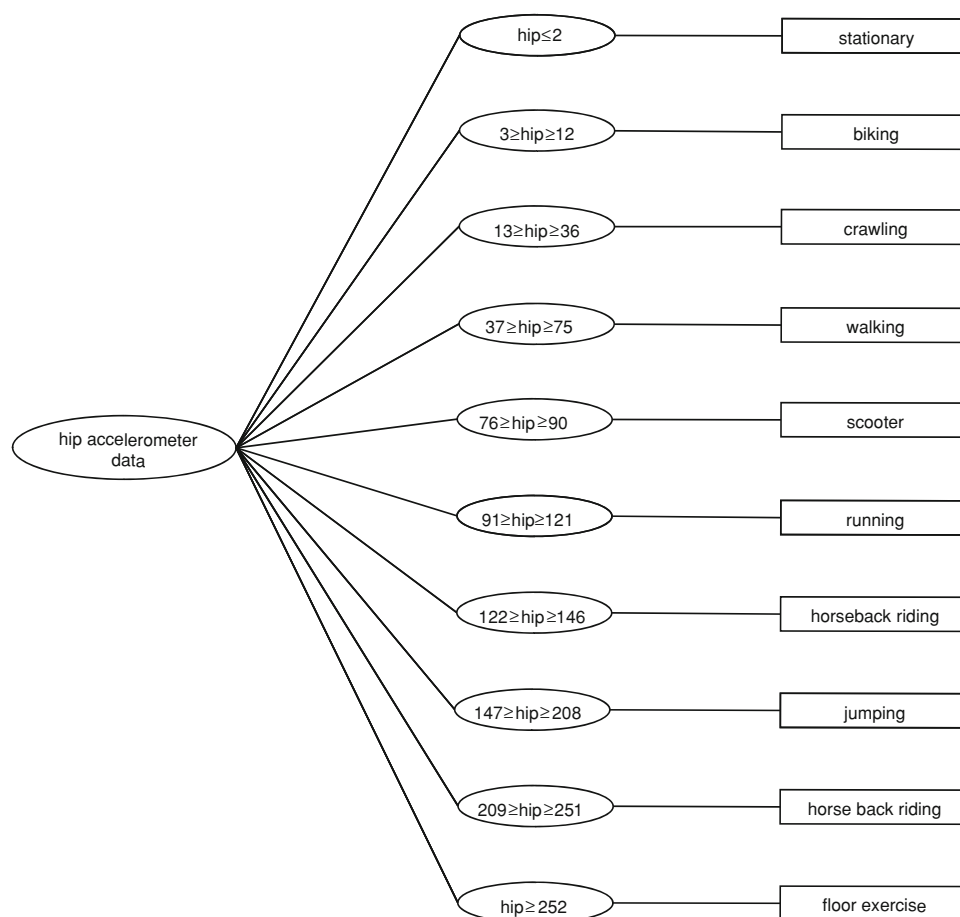 hip≤2
stationary
3≥hip≥12
biking
13≥hip≥36
crawling
37≥hip≥75
walking
76≥hip≥90
scooter
hip accelerometer
data
91≥hip≥121
running
122≥hip≥146
horseback riding
147≥hip≥208
jumping
209≥hip≥251
horse back riding
hip≥252
floor exercise